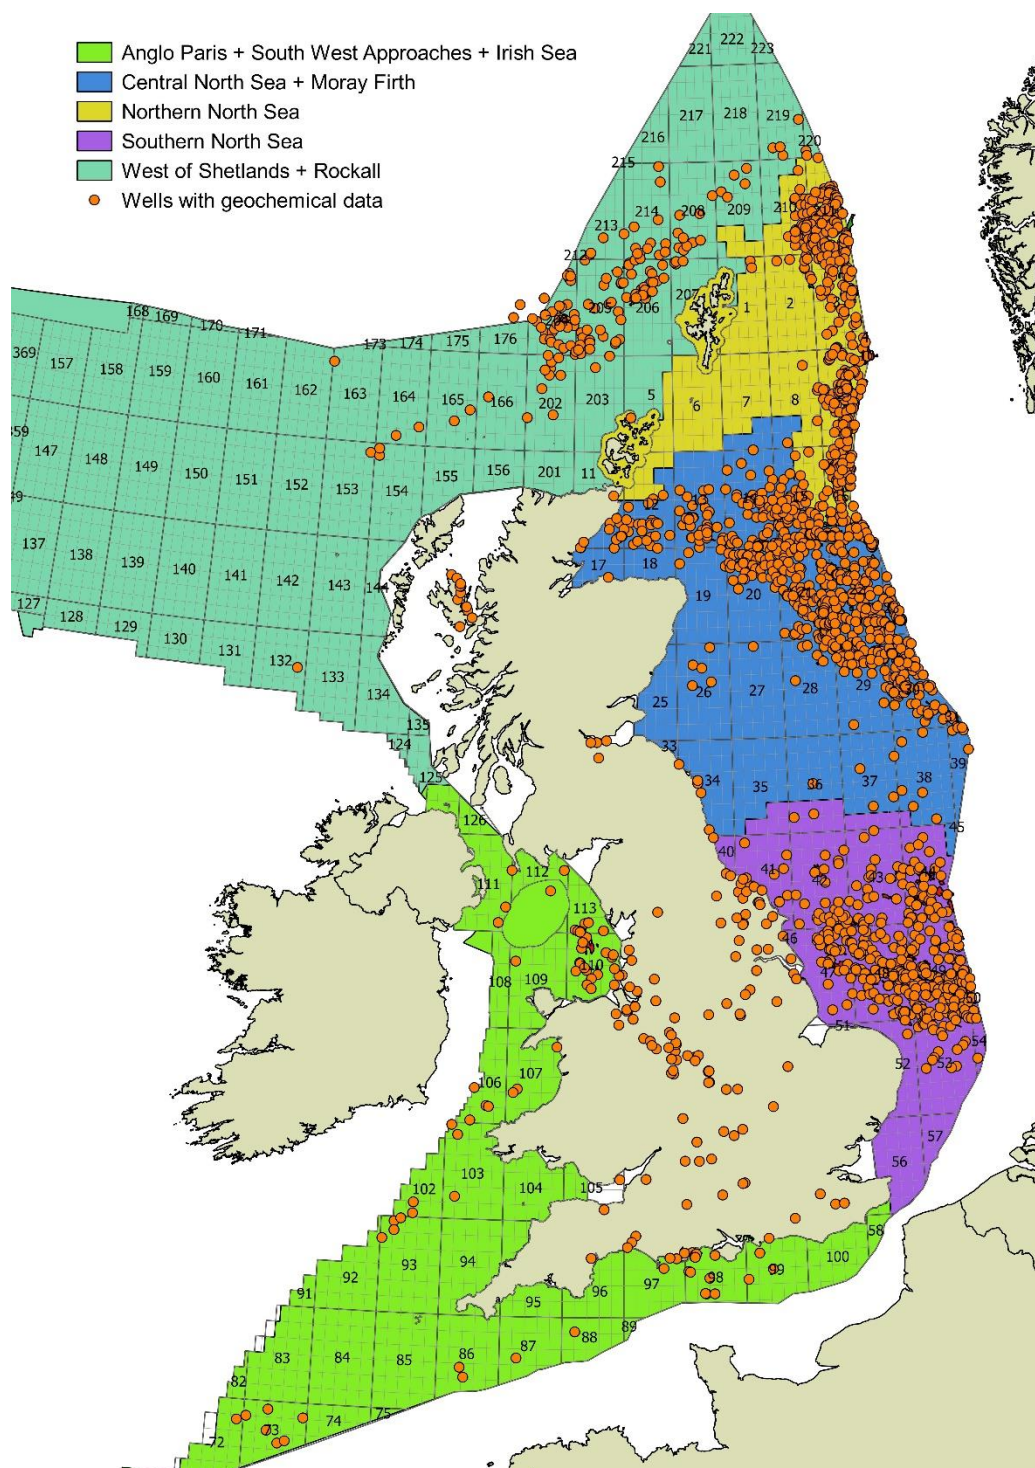 Anglo Paris + South West Approaches + Irish Sea
Central North Sea + Moray Firth
Northern North Sea
Southern North Sea
West of Shetlands + Rockall
Wells with geochemical data
221 222 223
217 218 219
216
215 220
214 208 209 210 211
213
212
205 206 207 1 2
168 169 170 171
173 174 175 176
369 157 158 159 160 161 162 163 164 165 166 202 203 5 6 7 8
147 148 149 150 151 152 153 154 155 156 201 11
12
137 138 139 140 141 142 143 144 17 18 19 20
127 128 129 130 131 132 133 134 135
124
125
25 26 27 28 29 30
33 34 35 36 37 38 39
126 40 41 42 43 45
111 112 113
46 47 48 49 50
108 109 110
51 52 53 54
106 107
56 57
102 103 104 105
58
91 92 93 94
95 96 97 98 99 100
82 83 84 85 86 87 88 89
72 73 74 75